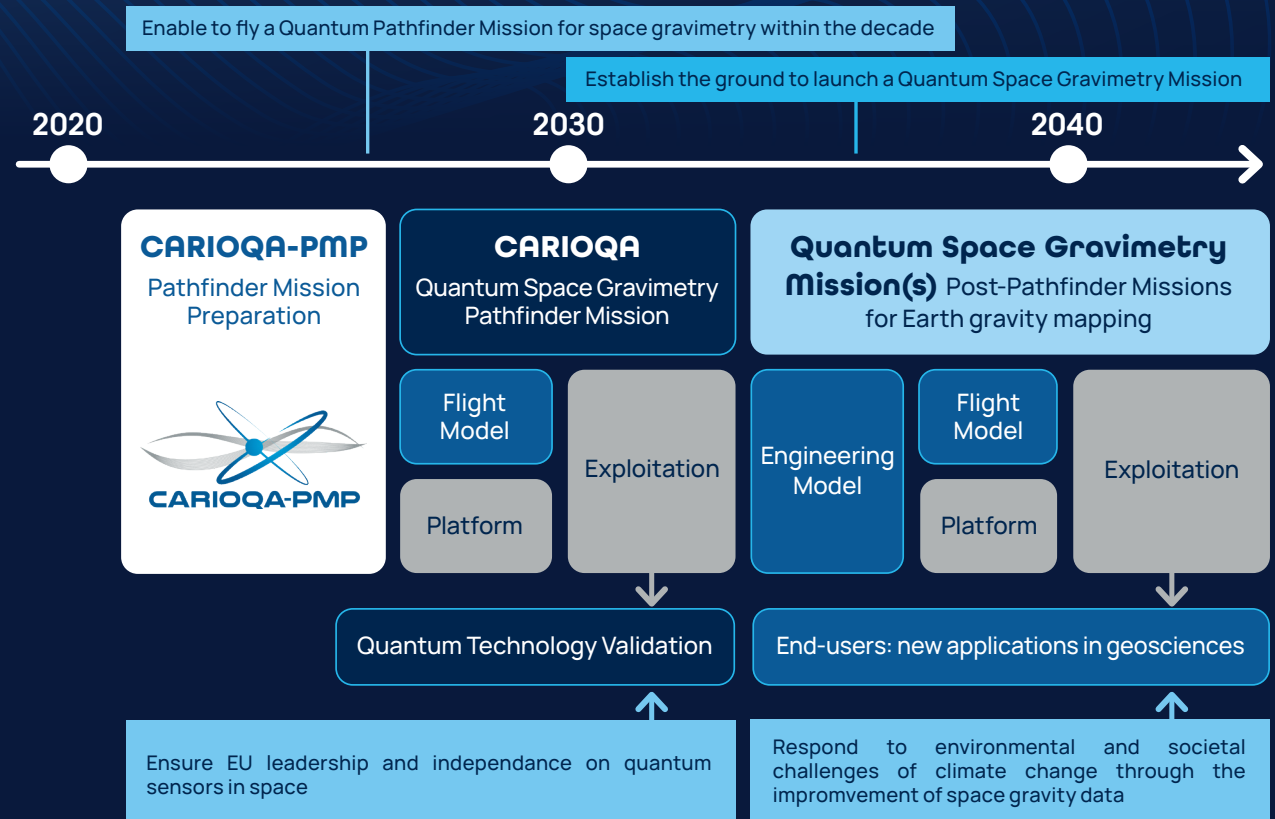 Enable to fly a Quantum Pathfinder Mission for space gravimetry within the decade
Establish the ground to launch a Quantum Space Gravimetry Mission
2020
2030
2040
CARIOQA-PMP
Pathfinder Mission
Preparation
CARIOQA-PMP
CARIOQA
Quantum Space Gravimetry
Pathfinder Mission
Flight
Model
Platform
Exploitation
Quantum Space Gravimetry
Mission(s) Post-Pathfinder Missions
for Earth gravity mapping
Engineering
Model
Flight
Model
Platform
Exploitation
Quantum Technology Validation
End-users: new applications in geosciences
Ensure EU leadership and independance on quantum
sensors in space
Respond to environmental and societal
challenges of climate change through the
impromvement of space gravity data